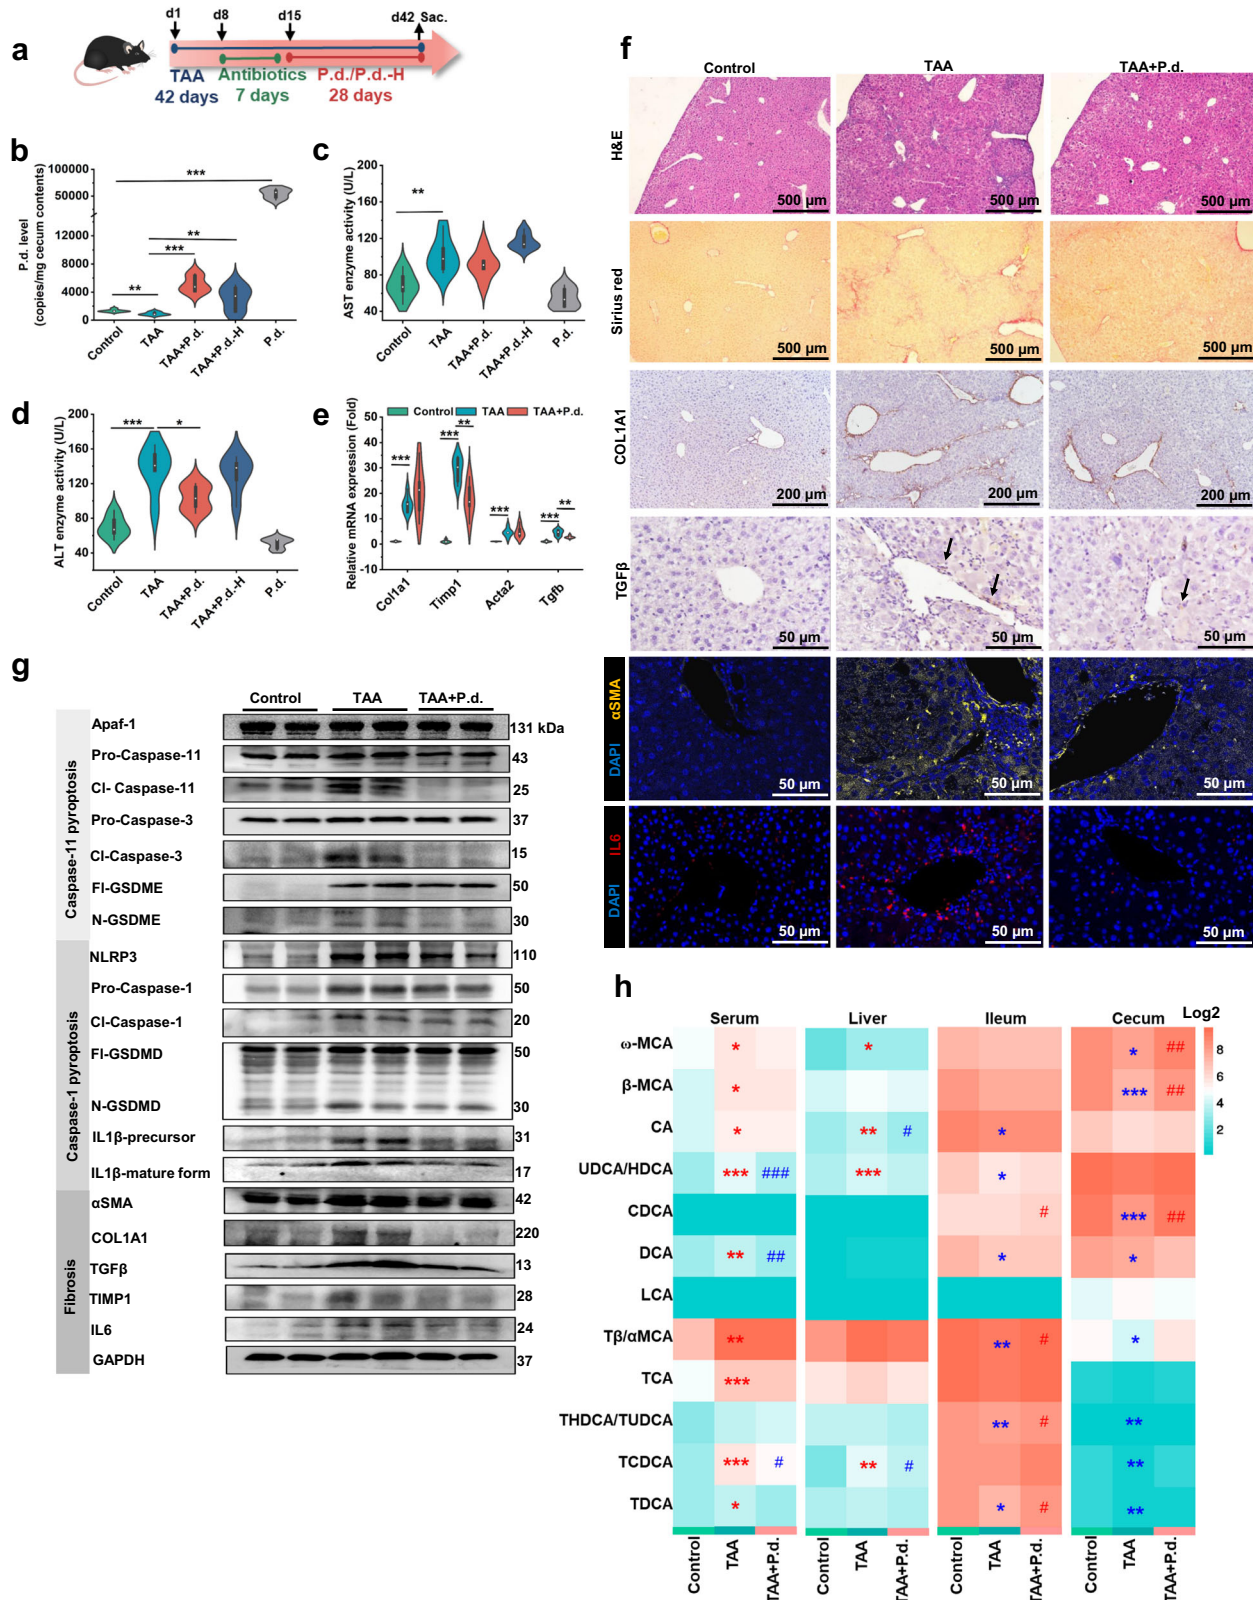 a
d1
d8
d15
d42 Sac.
TAA
42 days
Antibiotics
7 days
P.d./P.d.-H
28 days
b
P.d. level
(copies/mg cecum contents)
100000
50000
12000
8000
4000
0
***
**
***
**
Control
TAA
TAA+P.d.
TAA+P.d.-H
P.d.
c
AST enzyme activity (U/L)
200
160
120
80
40
**
Control
TAA
TAA+P.d.
TAA+P.d.-H
P.d.
d
ALT enzyme activity (U/L)
200
160
120
80
40
***
*
Control
TAA
TAA+P.d.
TAA+P.d.-H
P.d.
e
Control TAA TAA+P.d.
Relative mRNA expression (Fold)
50
40
30
20
10
0
-10
***
***
**
***
***
**
Col1a1
Timp1
Acta2
Tgfb
f
Control
TAA
TAA+P.d.
H&E
500 µm
500 µm
500 µm
Sirius red
500 µm
500 µm
500 µm
COL1A1
200 µm
200 µm
200 µm
TGFβ
50 µm
50 µm
50 µm
DAPI αSMA
50 µm
50 µm
50 µm
DAPI IL6
50 µm
50 µm
50 µm
g
Control
TAA
TAA+P.d.
Caspase-11 pyroptosis
Apaf-1 131 kDa
Pro-Caspase-11 43
Cl- Caspase-11 25
Pro-Caspase-3 37
Cl-Caspase-3 15
Fl-GSDME 50
N-GSDME 30
Caspase-1 pyroptosis
NLRP3 110
Pro-Caspase-1 50
Cl-Caspase-1 20
Fl-GSDMD 50
N-GSDMD 30
IL1β-precursor 31
IL1β-mature form 17
Fibrosis
αSMA 42
COL1A1 220
TGFβ 13
TIMP1 28
IL6 24
GAPDH 37
h
Serum Liver Ileum Cecum Log2
8
6
4
2
ω-MCA * * * ##
β-MCA * *** ##
CA * ** # *
UDCA/HDCA *** ### *** *
CDCA # *** ##
DCA ** ## * *
LCA
Tβ/αMCA ** ** # *
TCA ***
THDCA/TUDCA ** # **
TCDCA *** # ** # **
TDCA * * # **
Control TAA TAA+P.d. Control TAA TAA+P.d. Control TAA TAA+P.d. Control TAA TAA+P.d.